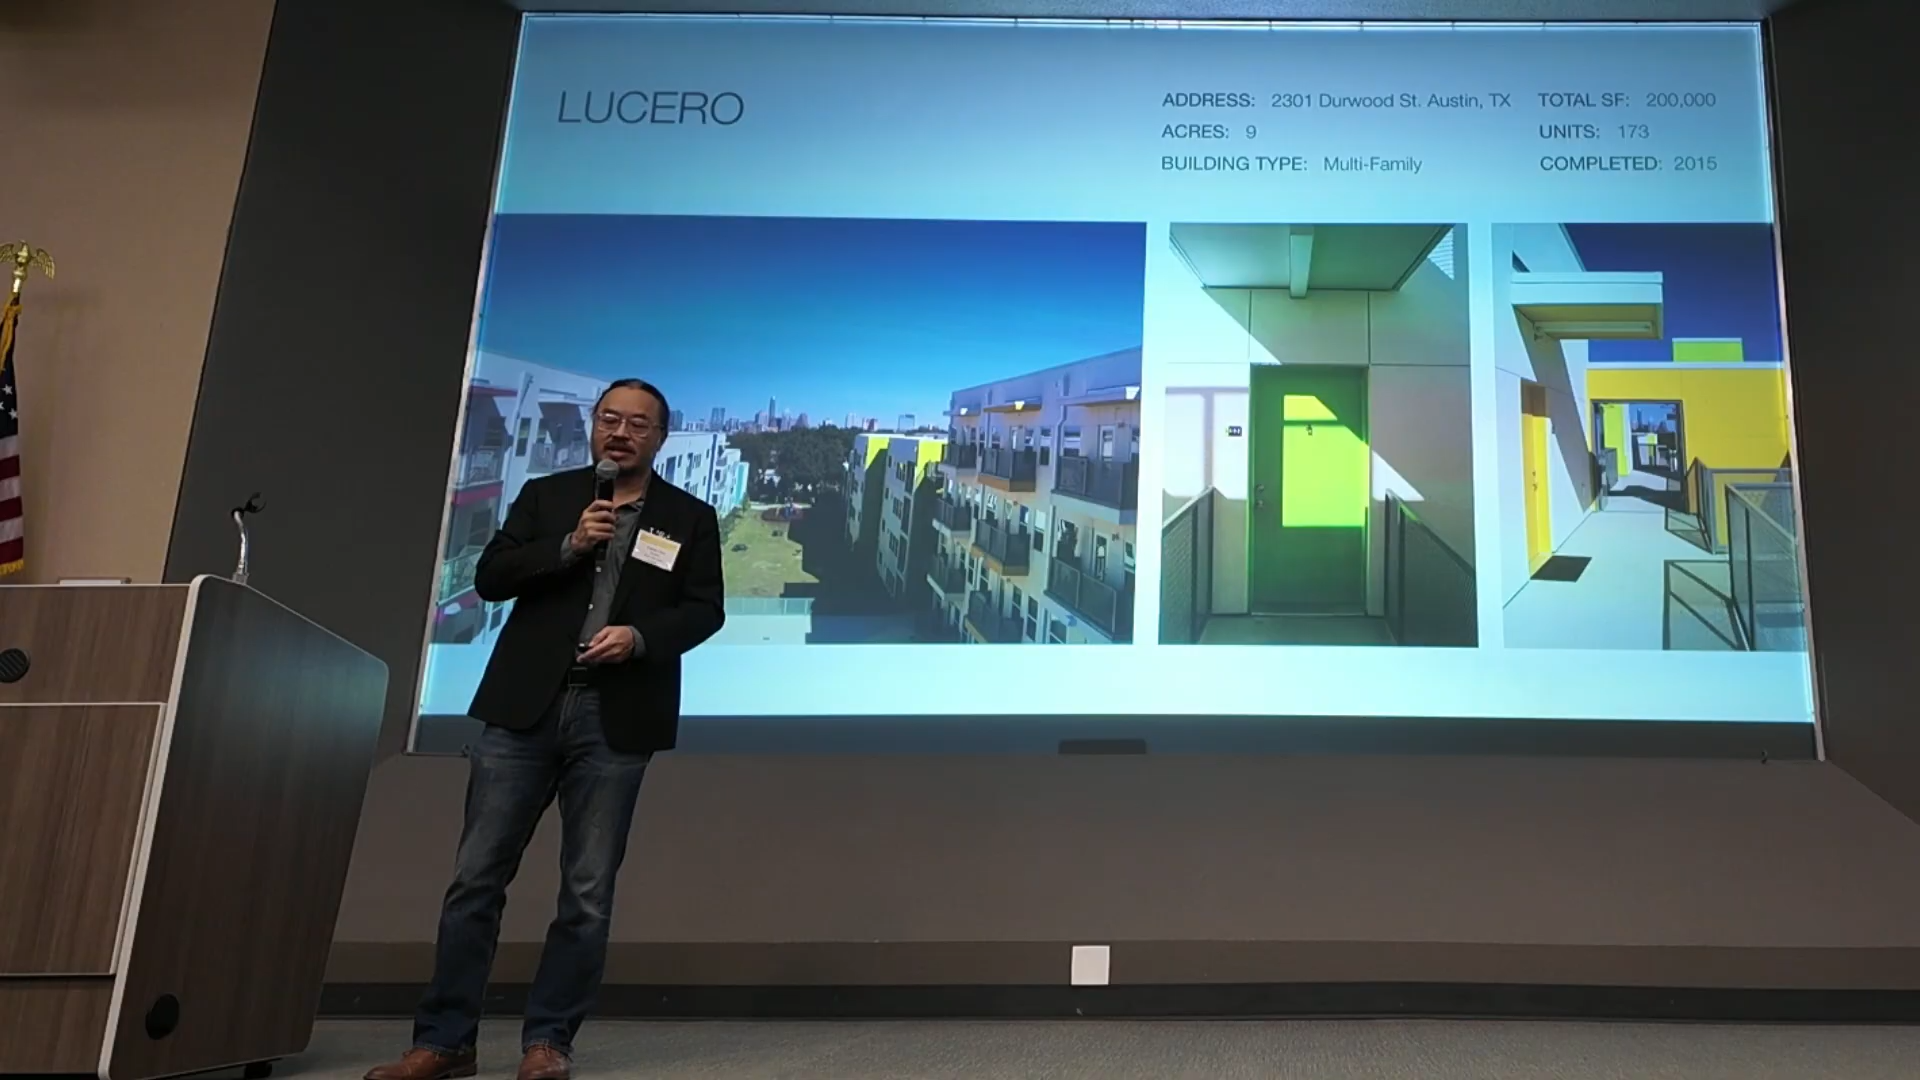 LUCERO
ADDRESS: 2301 Durwood St. Austin, TX
ACRES: 9
BUILDING TYPE: Multi-Family
TOTAL SF: 200,000
UNITS: 173
COMPLETED: 2015